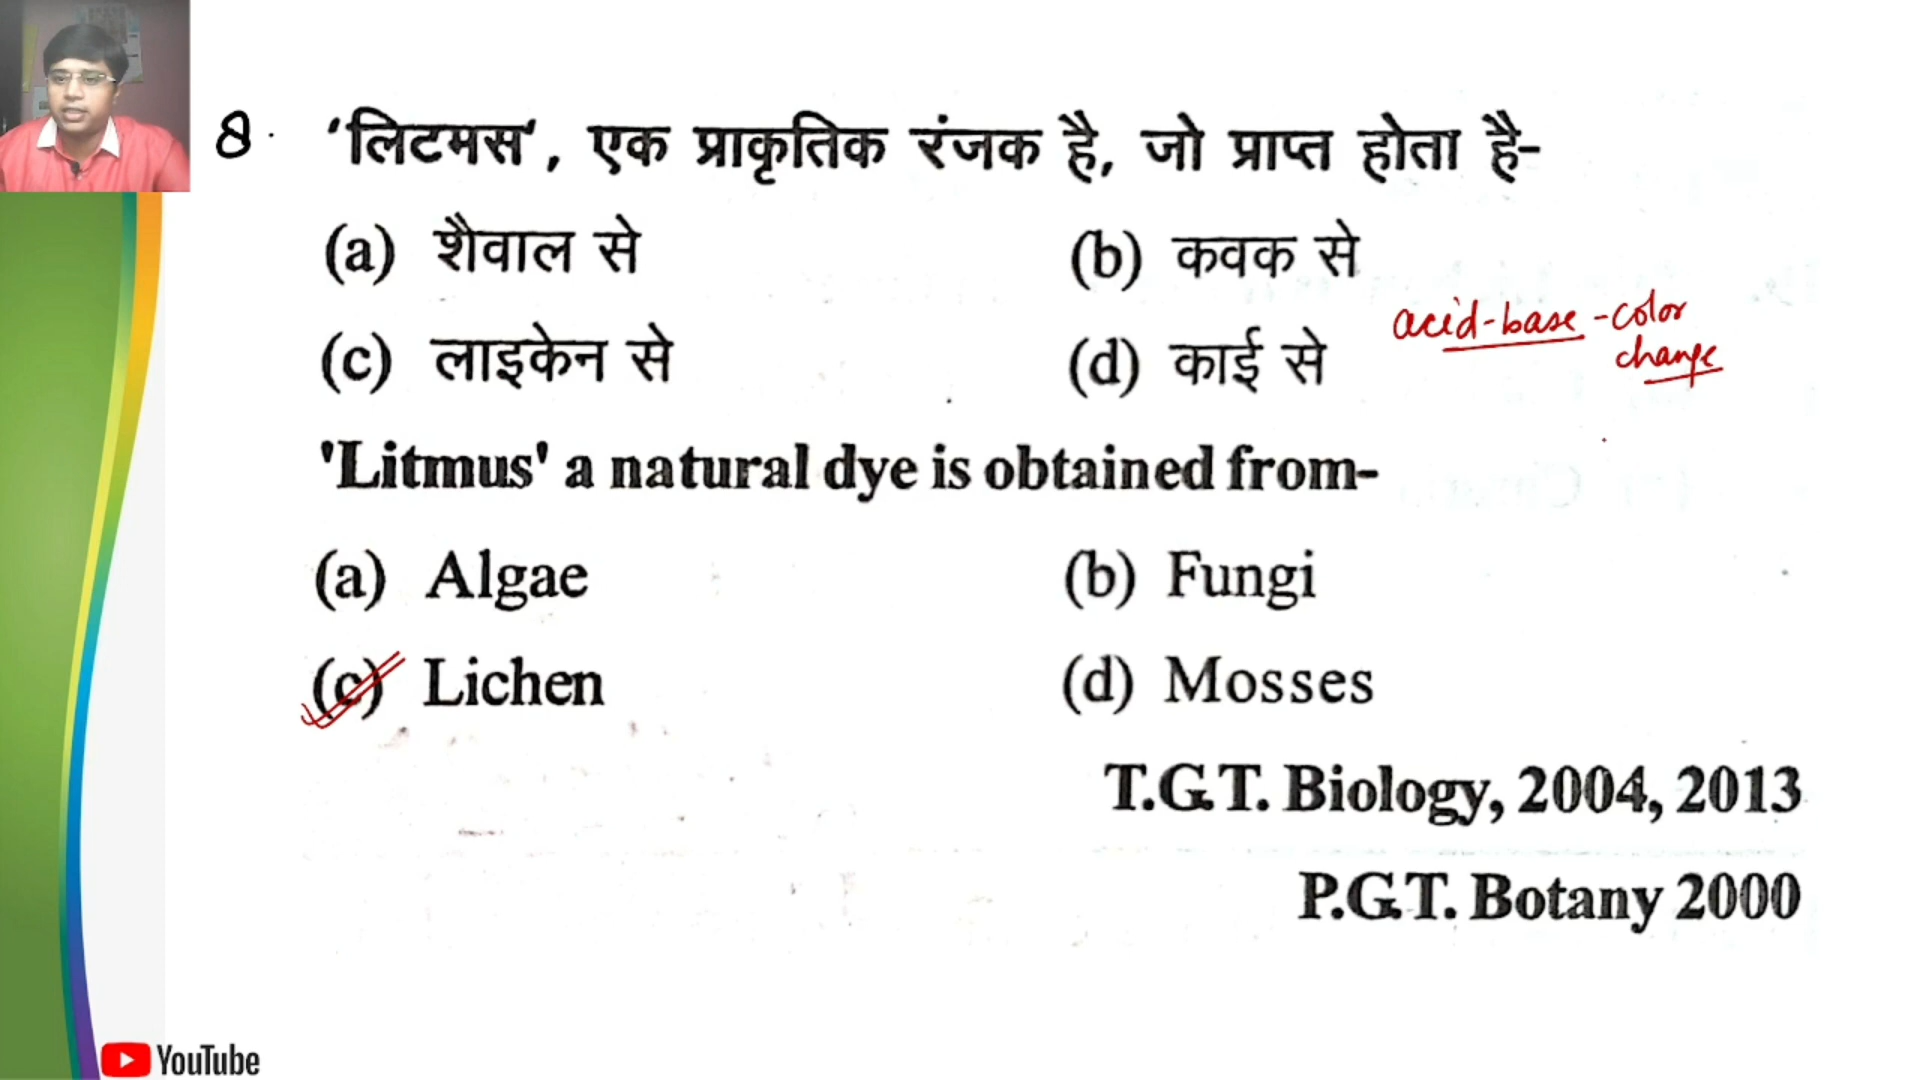 8. 'लिटमस', एक प्राकृतिक रंजक है, जो प्राप्त होता है-
(a) शैवाल से (b) कवक से
(c) लाइकेन से (d) काई से
acid-base - color
change
'Litmus' a natural dye is obtained from-
(a) Algae (b) Fungi
(c) Lichen (d) Mosses
T.G.T. Biology, 2004, 2013
P.G.T. Botany 2000
YouTube